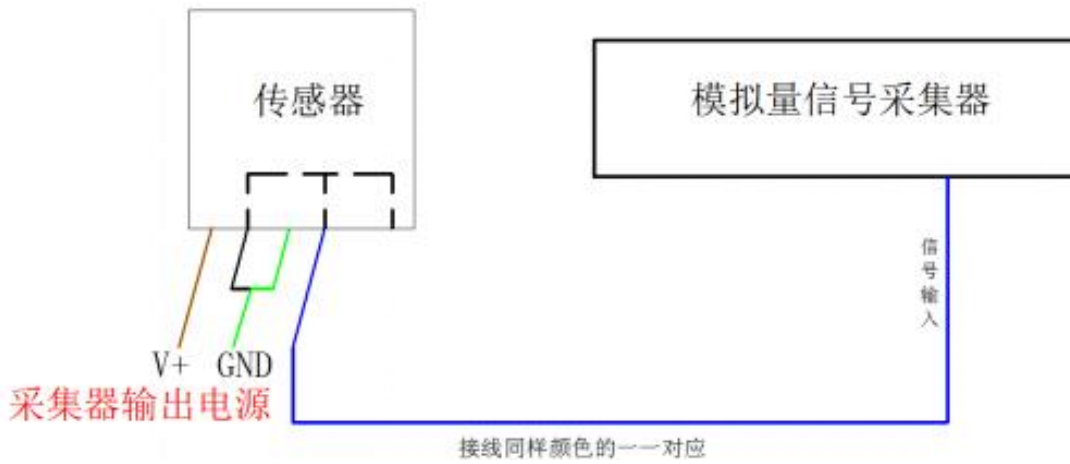 传感器
模拟量信号采集器
信号输入
V+ GND
采集器输出电源
接线同样颜色的一一对应